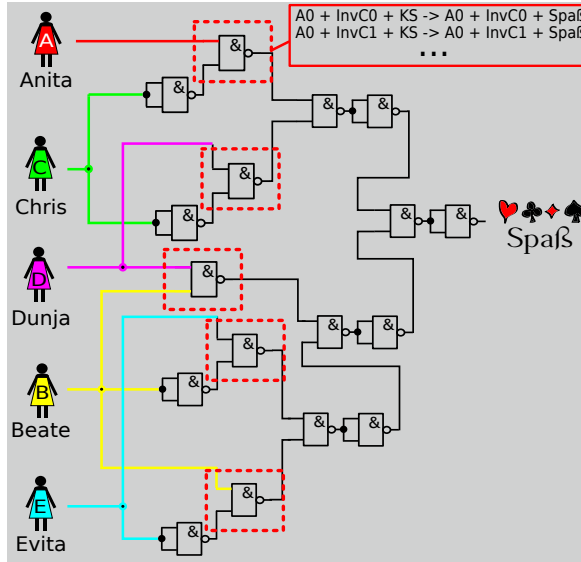 A0 + InvC0 + KS -> A0 + InvC0 + Spaß
A0 + InvC1 + KS -> A0 + InvC1 + Spaß
...
A
&
Anita
&
&
&
C
&
Chris
&
&
&
Spaß
D
&
Dunja
&
&
&
B
&
Beate
&
&
E
&
Evita
&